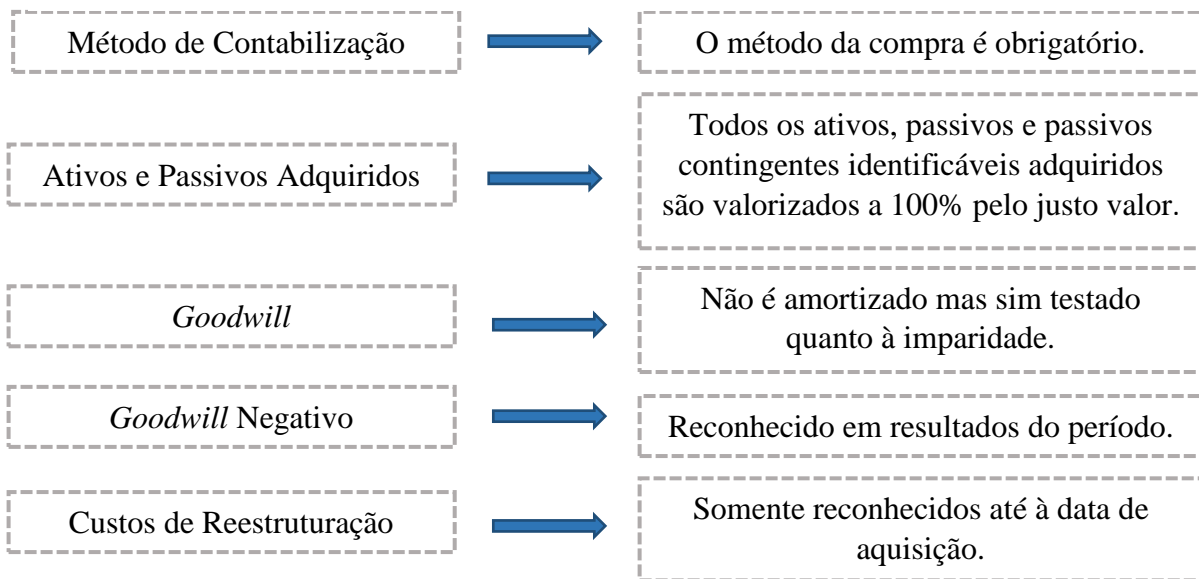 Método de Contabilização
O método da compra é obrigatório.
Ativos e Passivos Adquiridos
Todos os ativos, passivos e passivos
contingentes identificáveis adquiridos
são valorizados a 100% pelo justo valor.
Goodwill
Não é amortizado mas sim testado
quanto à imparidade.
Goodwill Negativo
Reconhecido em resultados do período.
Custos de Reestruturação
Somente reconhecidos até à data de
aquisição.